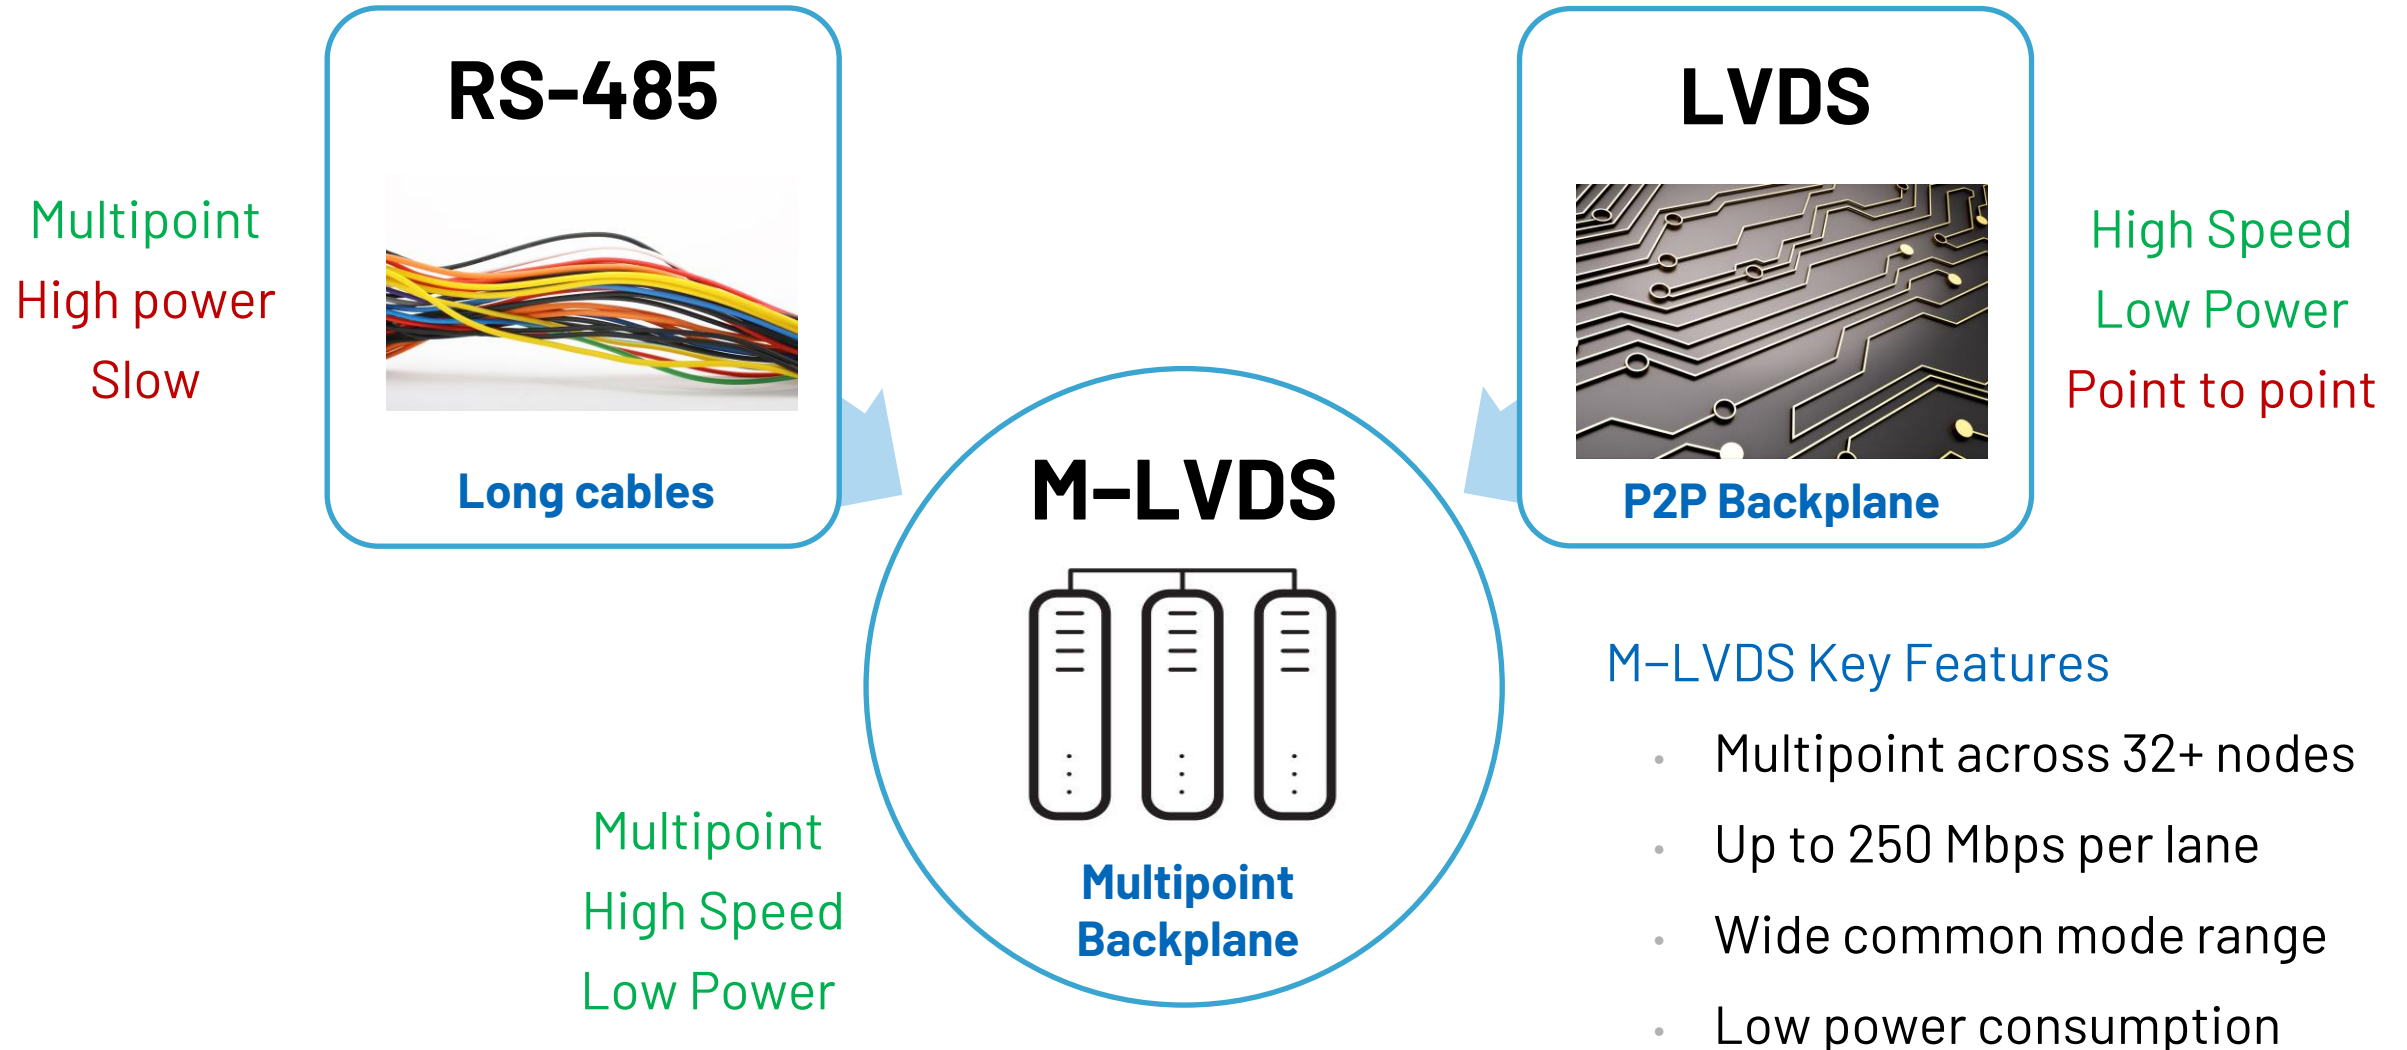 RS-485
Multipoint
High power
Slow
Long cables
LVDS
High Speed
Low Power
Point to point
P2P Backplane
M–LVDS
Multipoint
Backplane
Multipoint
High Speed
Low Power
M–LVDS Key Features
• Multipoint across 32+ nodes
• Up to 250 Mbps per lane
• Wide common mode range
• Low power consumption